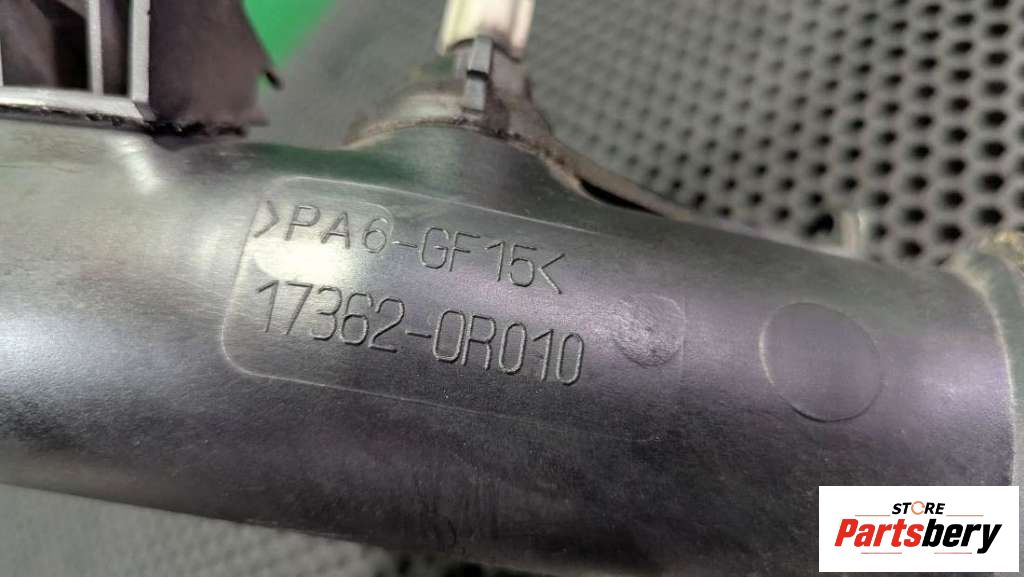 >PA6-GF15<
17362-0R010
STORE
Partsbery